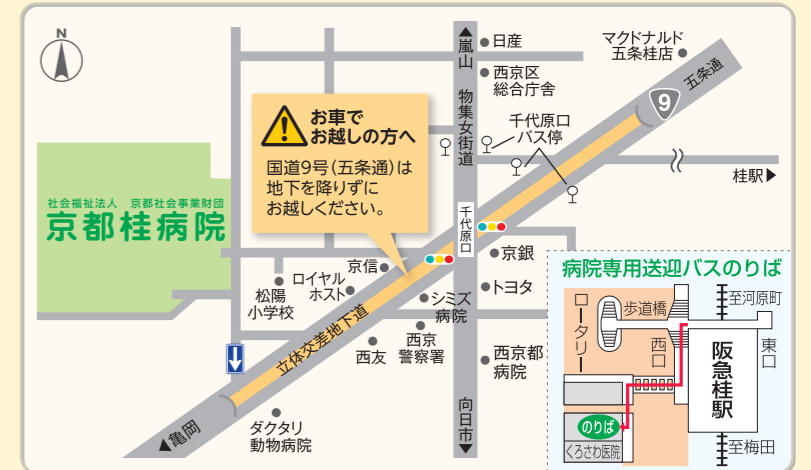 N
嵐山
日産
マクドナルド
五条桂店
西京区
総合庁舎
五条通
9
物集女街道
千代原口
バス停
お車で
お越しの方へ
国道9号（五条通）は
地下を降りずに
お越しください。
桂駅
社会福祉法人 京都社会事業財団
京都桂病院
千代原口
京銀
京信
ロイヤル
ホスト
松陽
小学校
トヨタ
シミズ
病院
立体交差地下道
西友
西京
警察署
西京都
病院
向日市
ダクタリ
動物病院
亀岡
病院専用送迎バスのりば
ロータリー
歩道橋
至河原町
西口
東口
阪急桂駅
のりば
くろさわ医院
至梅田